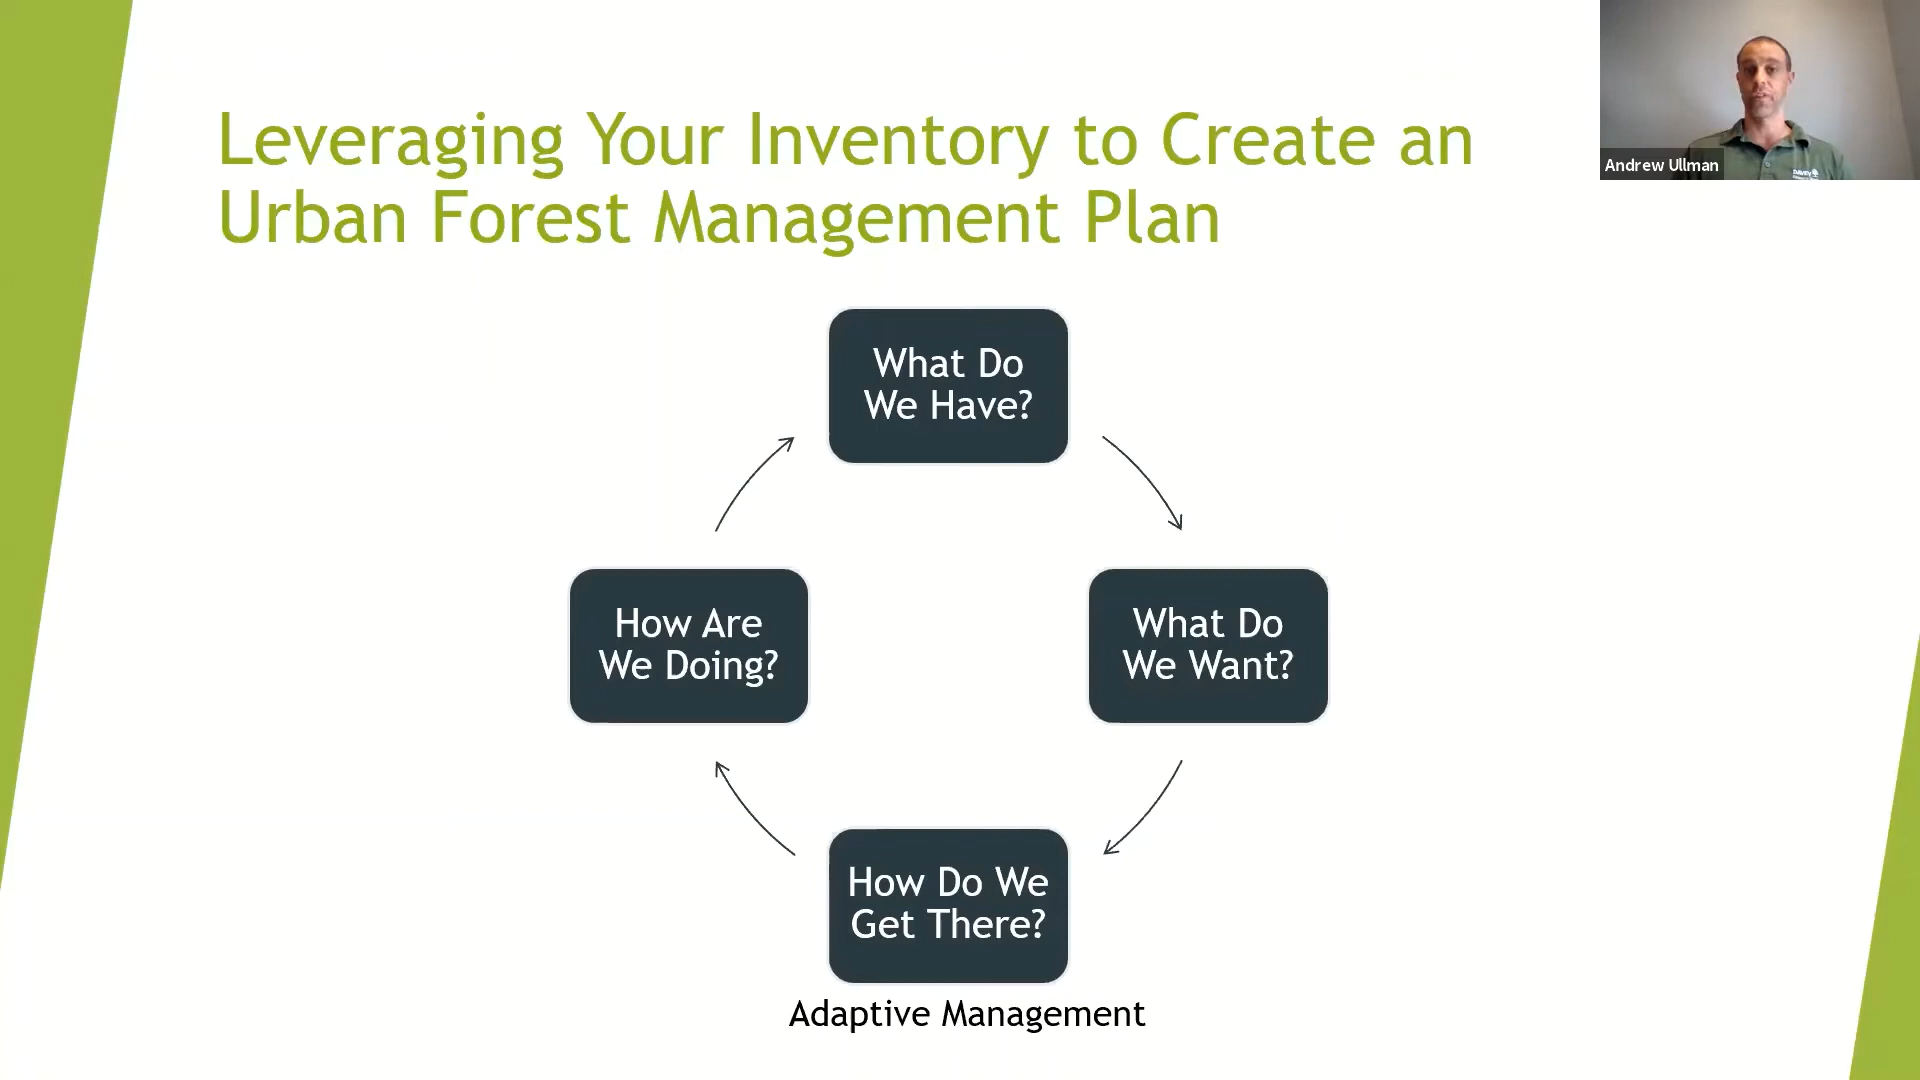 Leveraging Your Inventory to Create an
Urban Forest Management Plan
Andrew Ullman
DAVEY
What Do
We Have?
How Are
We Doing?
What Do
We Want?
How Do We
Get There?
Adaptive Management